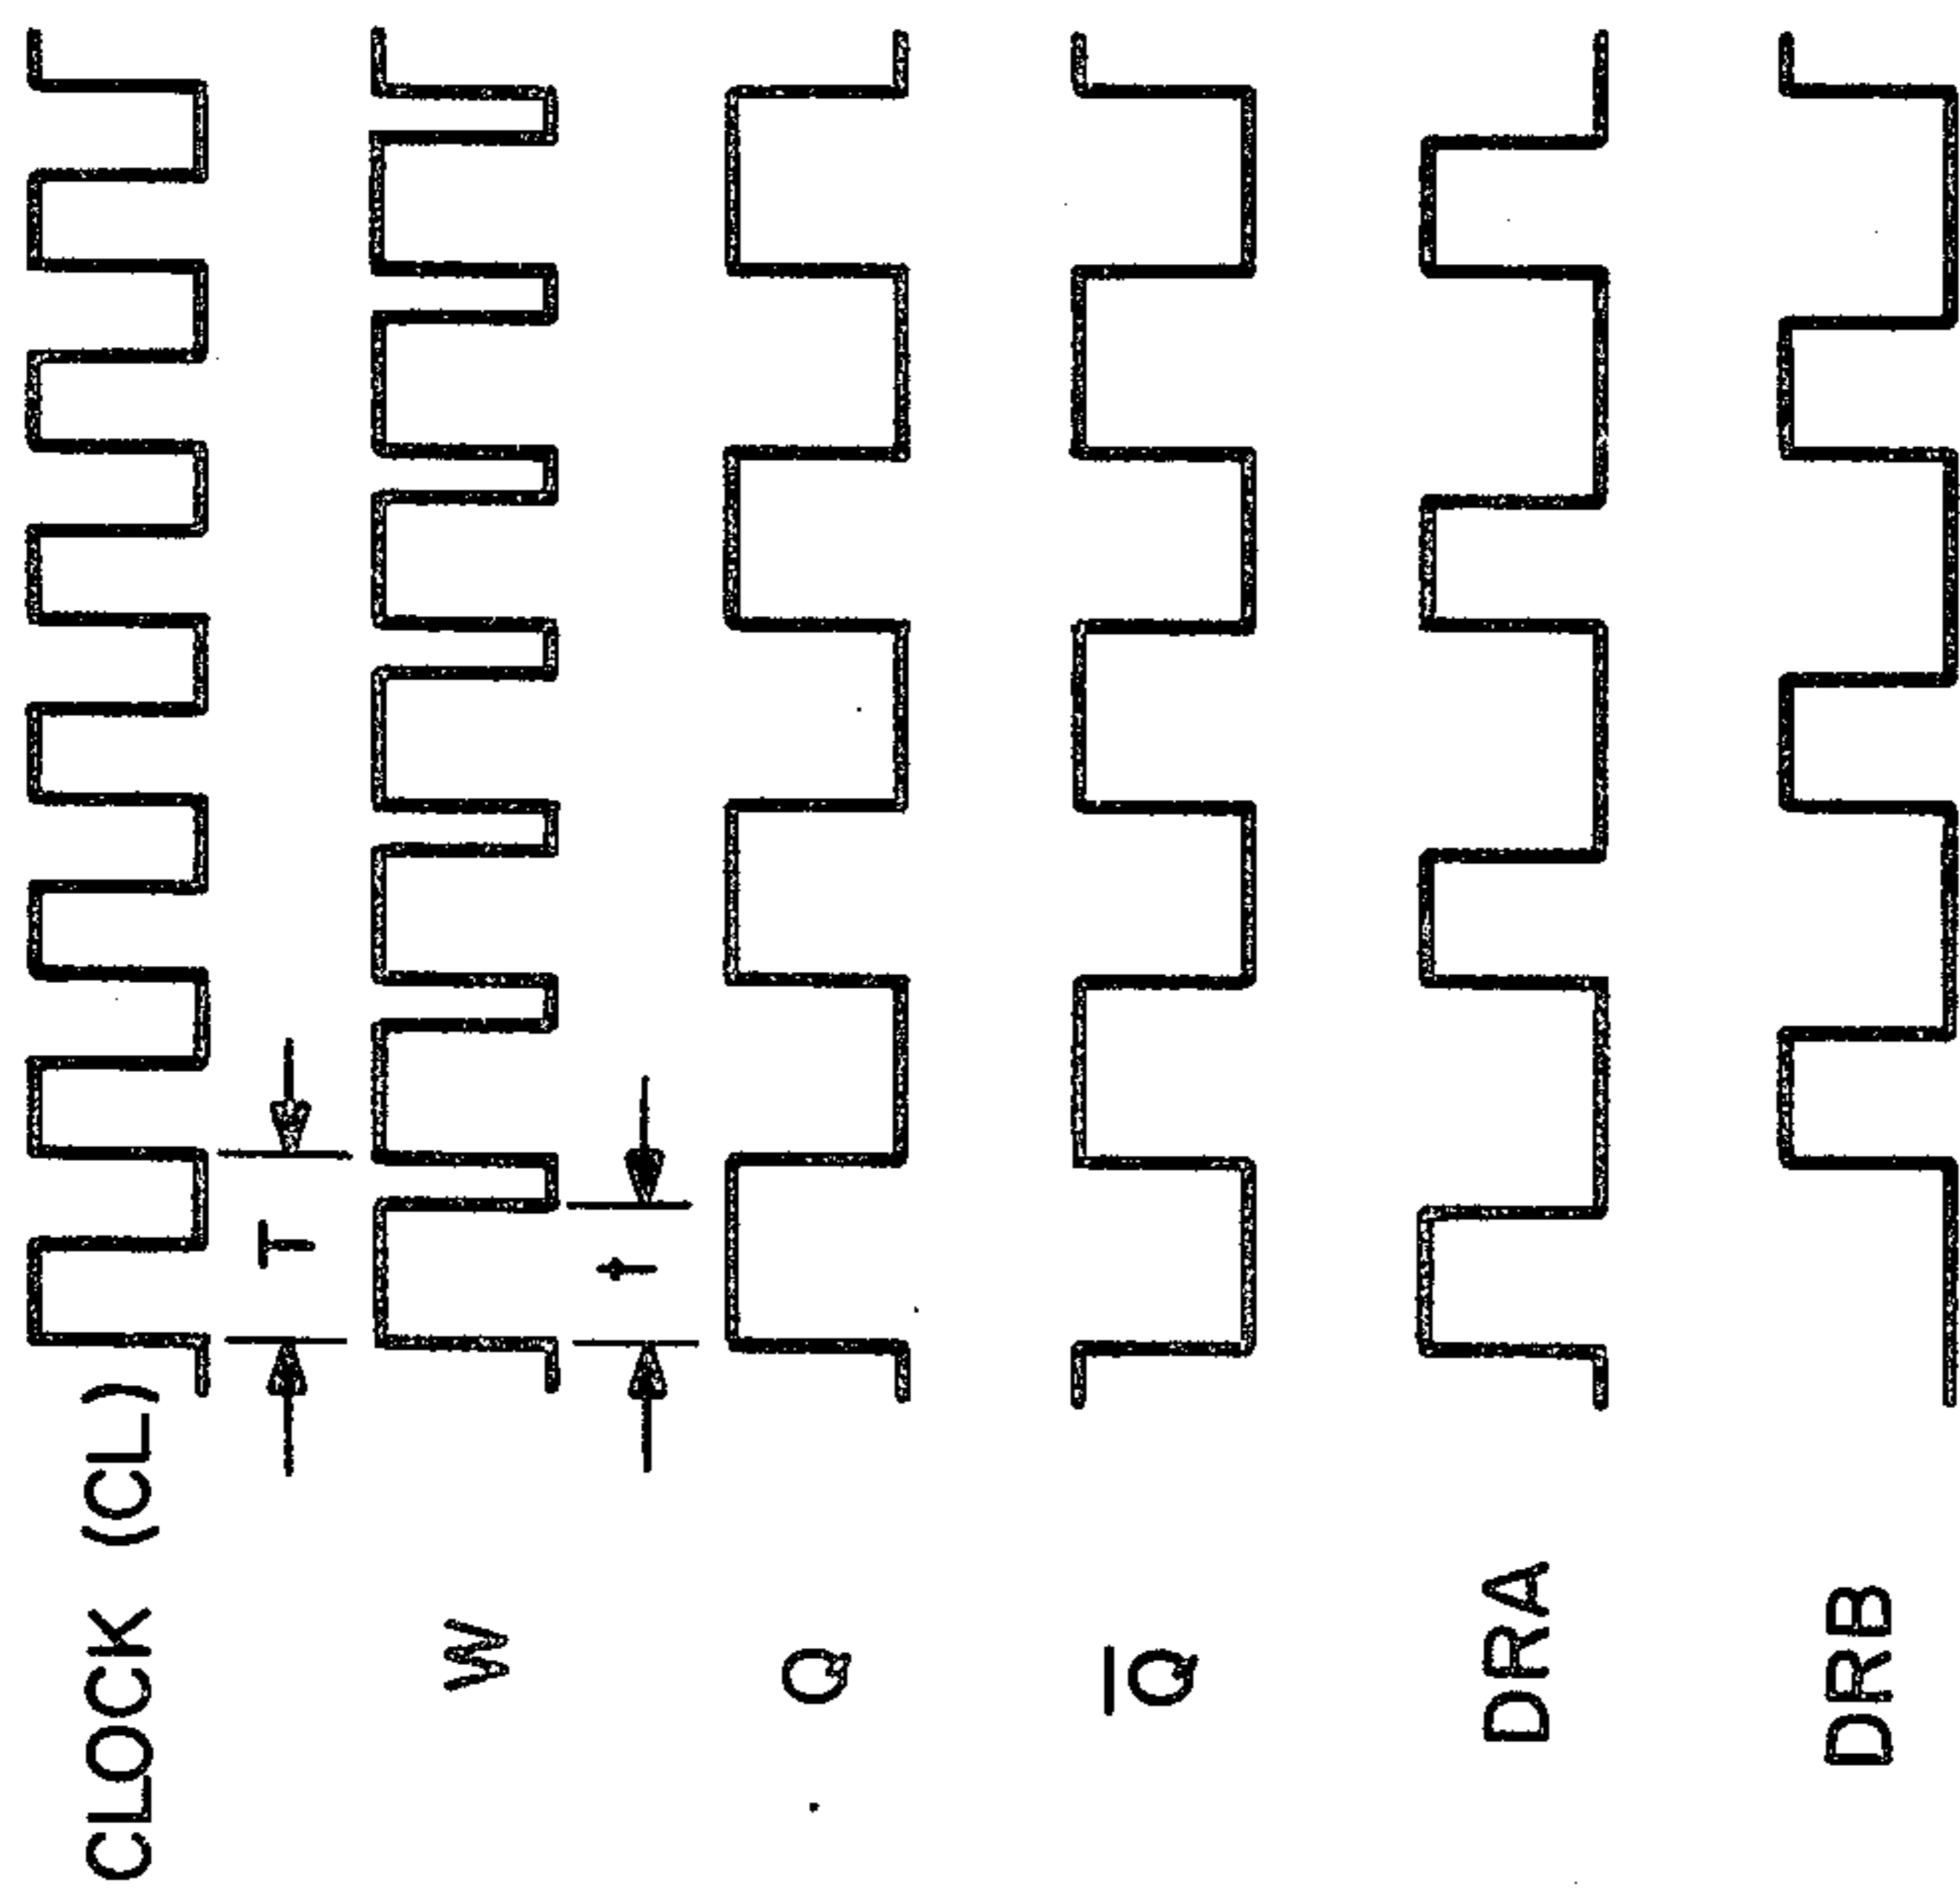 CLOCK (CL)
T
W
t
Q
Q̅
DRA
DRB